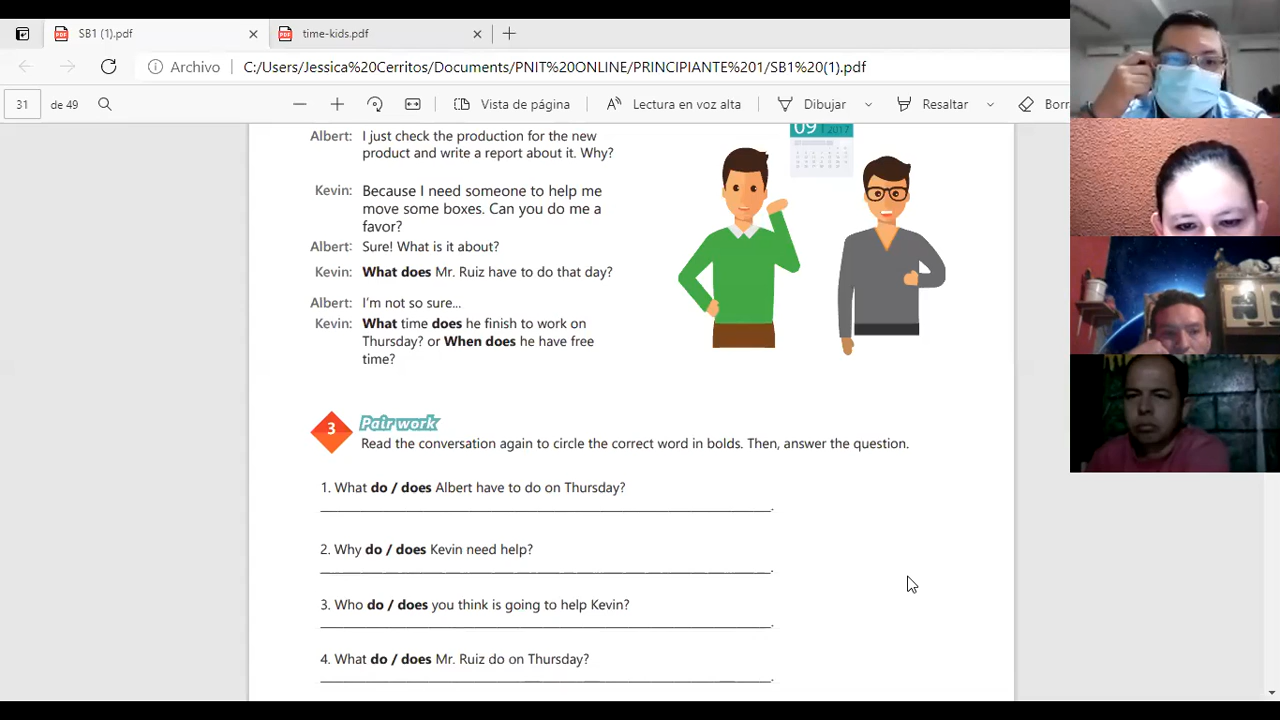 SB1 (1).pdf
time-kids.pdf
Archivo
C:/Users/Jessica%20Cerritos/Documents/PNIT%20ONLINE/PRINCIPIANTE%201/SB1%20(1).pdf
31
de 49
Vista de página
Lectura en voz alta
Dibujar
Resaltar
Borr
09 2017
Albert: I just check the production for the new
product and write a report about it. Why?
Kevin: Because I need someone to help me
move some boxes. Can you do me a
favor?
Albert: Sure! What is it about?
Kevin: What does Mr. Ruiz have to do that day?
Albert: I'm not so sure...
Kevin: What time does he finish to work on
Thursday? or When does he have free
time?
3 Pair work
Read the conversation again to circle the correct word in bolds. Then, answer the question.
1. What do / does Albert have to do on Thursday?
2. Why do / does Kevin need help?
3. Who do / does you think is going to help Kevin?
4. What do / does Mr. Ruiz do on Thursday?